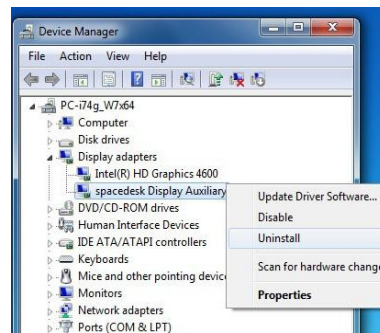 Device Manager
File Action View Help
PC-i74g_W7x64
Computer
Disk drives
Display adapters
Intel(R) HD Graphics 4600
spacedesk Display Auxiliary
DVD/CD-ROM drives
Human Interface Devices
IDE ATA/ATAPI controllers
Keyboards
Mice and other pointing device
Monitors
Network adapters
Ports (COM & LPT)
Update Driver Software...
Disable
Uninstall
Scan for hardware change
Properties